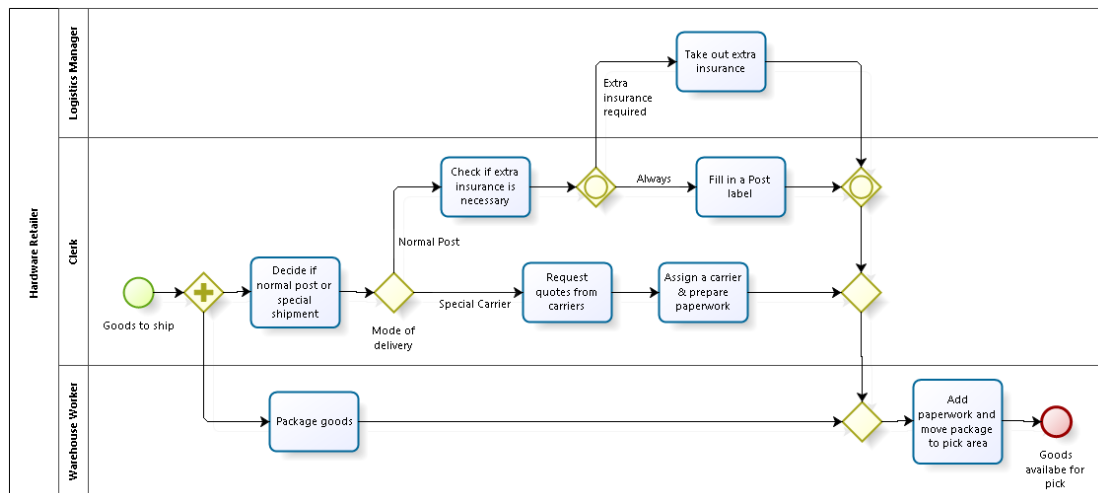 Hardware Retailer
Logistics Manager
Take out extra
insurance
Extra
insurance
required
Clerk
Check if extra
insurance is
necessary
Always
Fill in a Post
label
Normal Post
Goods to ship
Decide if
normal post or
special
shipment
Mode of
delivery
Special Carrier
Request
quotes from
carriers
Assign a carrier
& prepare
paperwork
Warehouse Worker
Package goods
Add
paperwork and
move package
to pick area
Goods
availabe for
pick